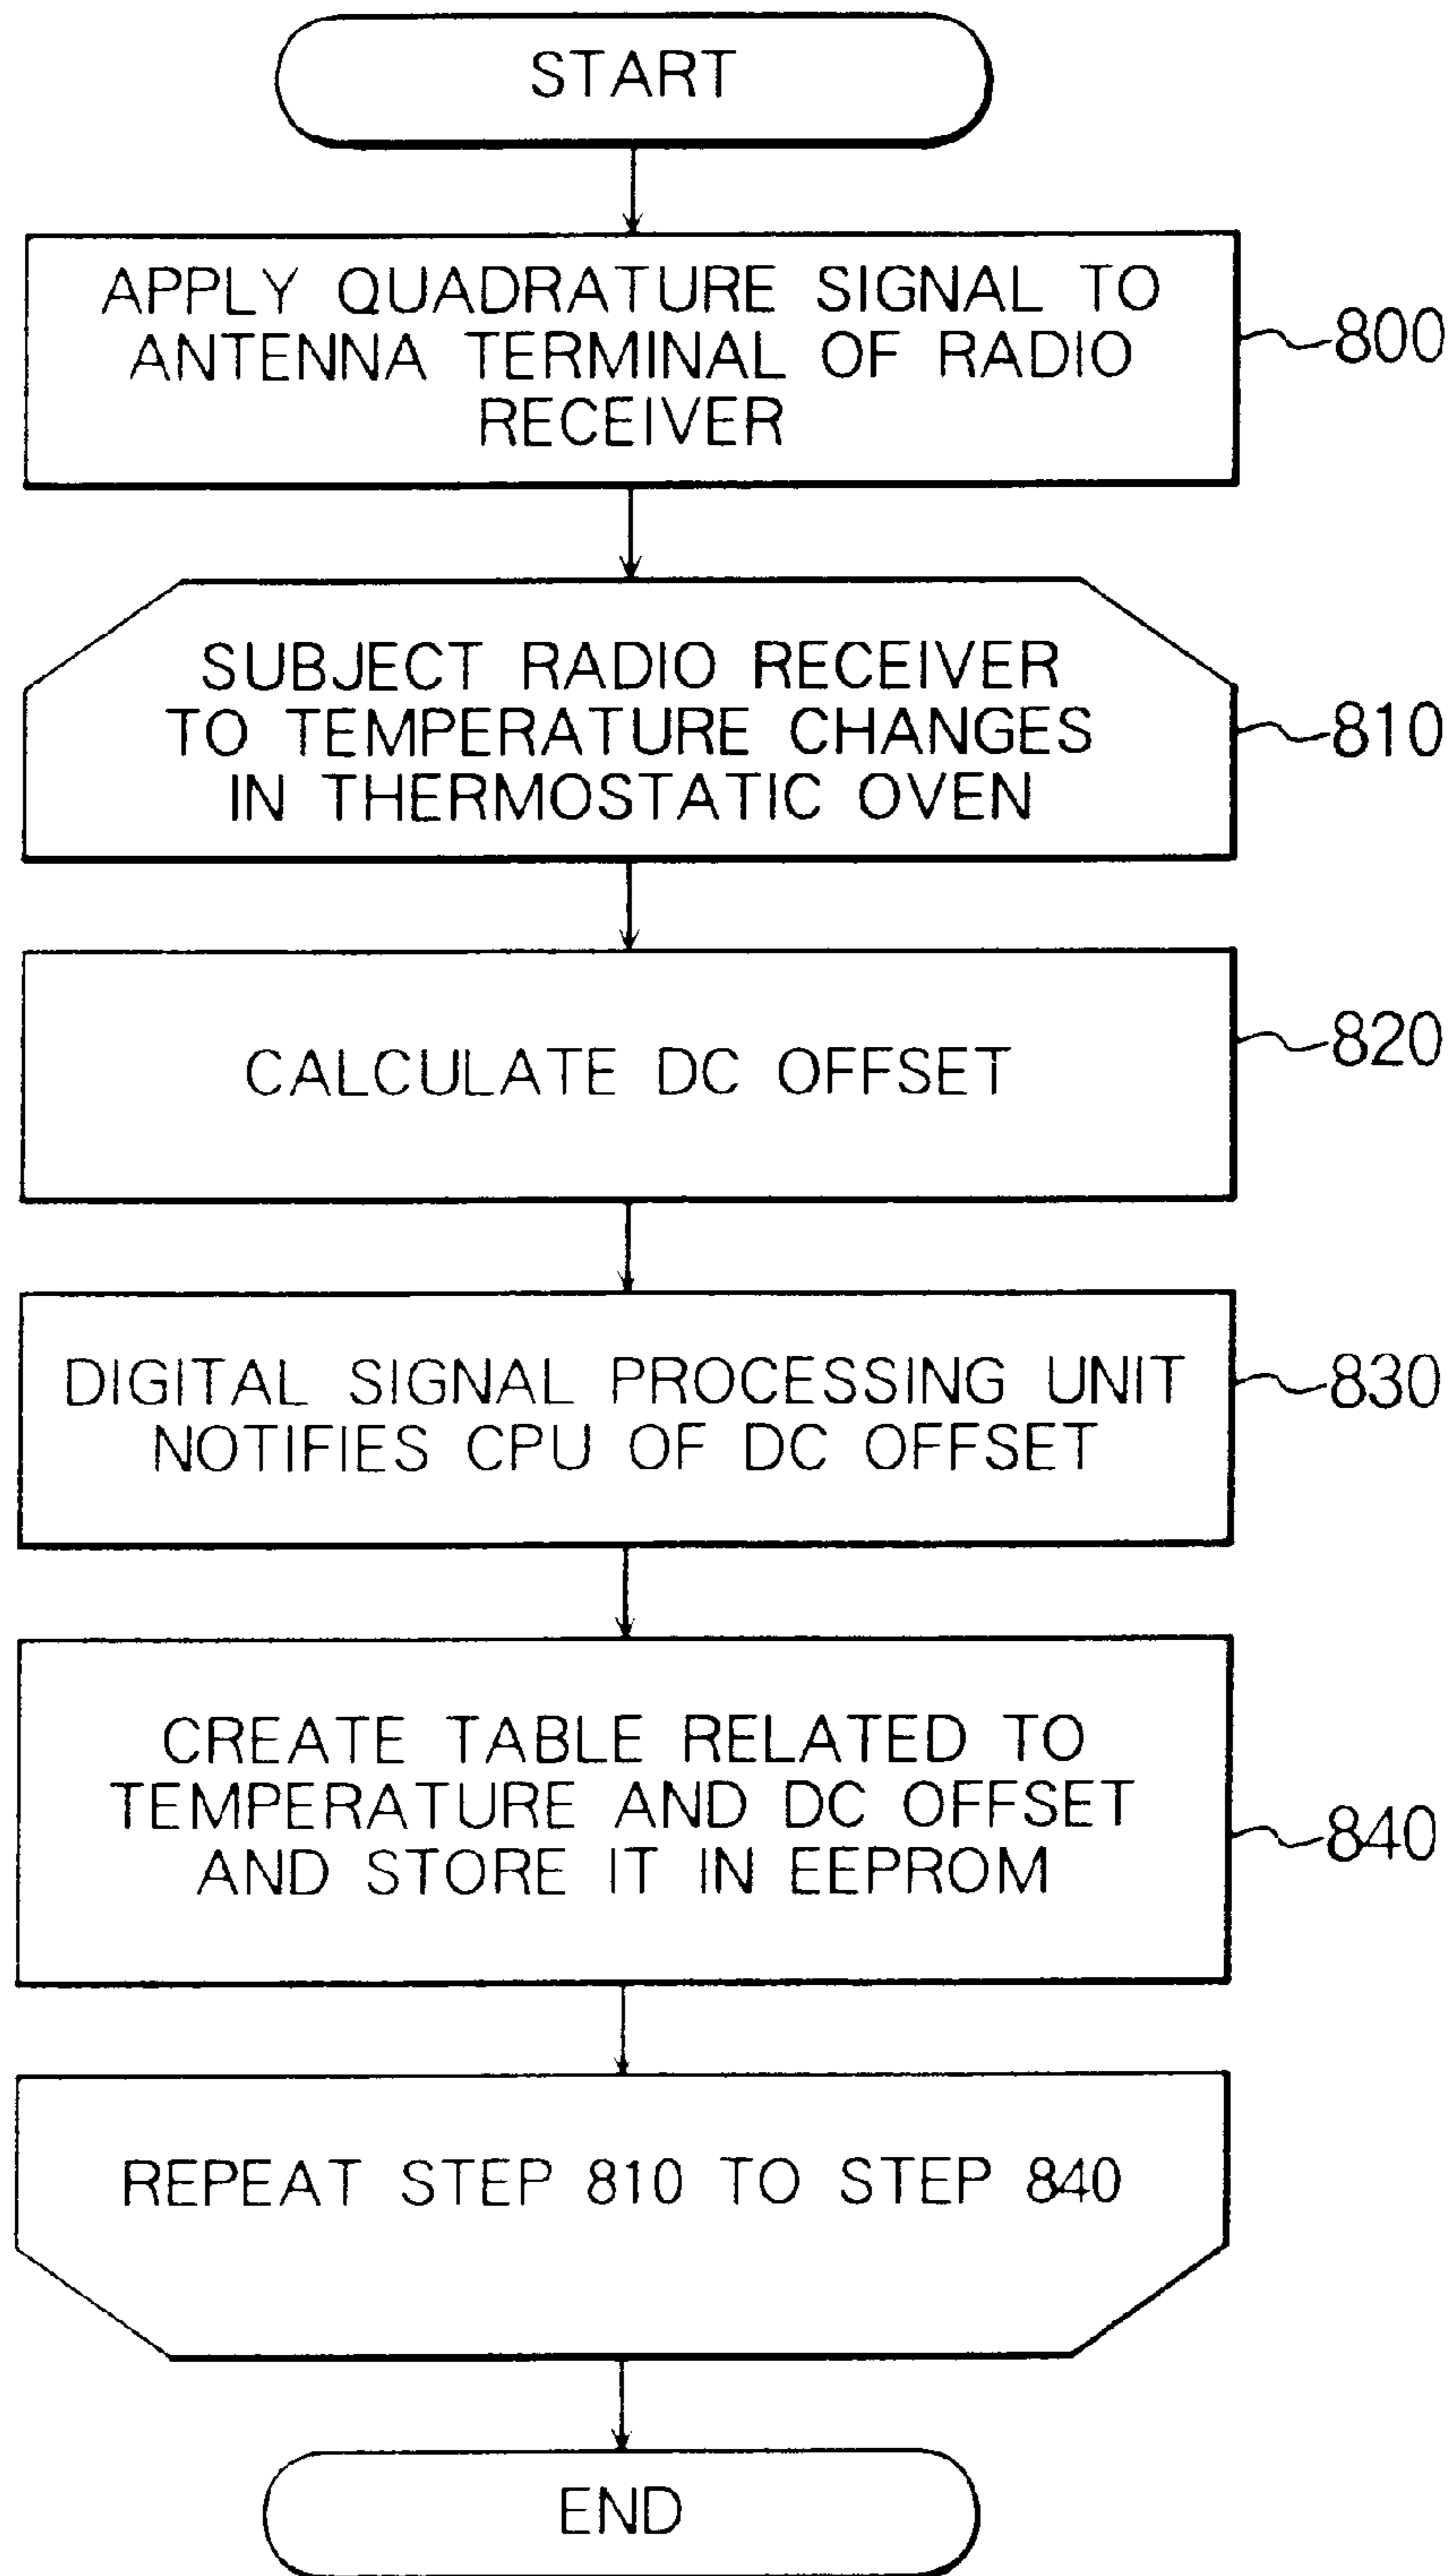 START
APPLY QUADRATURE SIGNAL TO
ANTENNA TERMINAL OF RADIO
RECEIVER
800
SUBJECT RADIO RECEIVER
TO TEMPERATURE CHANGES
IN THERMOSTATIC OVEN
810
CALCULATE DC OFFSET
820
DIGITAL SIGNAL PROCESSING UNIT
NOTIFIES CPU OF DC OFFSET
830
CREATE TABLE RELATED TO
TEMPERATURE AND DC OFFSET
AND STORE IT IN EEPROM
840
REPEAT STEP 810 TO STEP 840
END